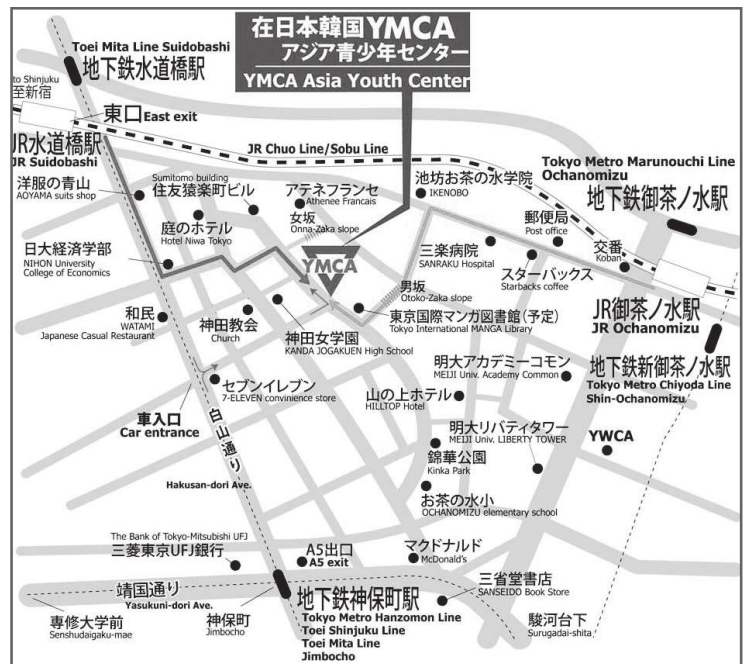 在日本韓国YMCA
アジア青少年センター
YMCA Asia Youth Center
Toei Mita Line Suidobashi
地下鉄水道橋駅
to Shinjuku
至新宿
東口East exit
JR水道橋駅
JR Suidobashi
JR Chuo Line/Sobu Line
Tokyo Metro Marunouchi Line
Ochanomizu
地下鉄御茶ノ水駅
洋服の青山
AOYAMA suits shop
Sumitomo building
住友猿楽町ビル
アテネフランセ
Athenee Francais
池坊お茶の水学院
IKENOBO
庭のホテル
Hotel Niwa Tokyo
女坂
Onna-Zaka slope
郵便局
Post office
三楽病院
SANRAKU Hospital
交番
Koban
スターバックス
Starbacks coffee
日大経済学部
NIHON University
College of Economics
YMCA
男坂
Otoko-Zaka slope
JR御茶ノ水駅
JR Ochanomizu
和民
WATAMI
Japanese Casual Restaurant
神田教会
Church
神田女学園
KANDA JOGAKUEN High School
東京国際マンガ図書館(予定)
Tokyo International MANGA Library
地下鉄新御茶ノ水駅
Tokyo Metro Chiyoda Line
Shin-Ochanomizu
明大アカデミーコモン
MEIJI Univ. Academy Common
セブンイレブン
7-ELEVEN convinience store
山の上ホテル
HILLTOP Hotel
車入口
Car entrance
白山通り
Hakusan-dori Ave.
明大リバティタワー
MEIJI Univ. LIBERTY TOWER
YWCA
錦華公園
Kinka Park
お茶の水小
OCHANOMIZU elementary school
The Bank of Tokyo-Mitsubishi UFJ
三菱東京UFJ銀行
A5出口
A5 exit
マクドナルド
McDonald's
靖国通り
Yasukuni-dori Ave.
三省堂書店
SANSEIDO Book Store
専修大学前
Senshudaigaku-mae
神保町
Jimbocho
地下鉄神保町駅
Tokyo Metro Hanzomon Line
Toei Shinjuku Line
Toei Mita Line
Jimbocho
駿河台下
Surugadai-shita